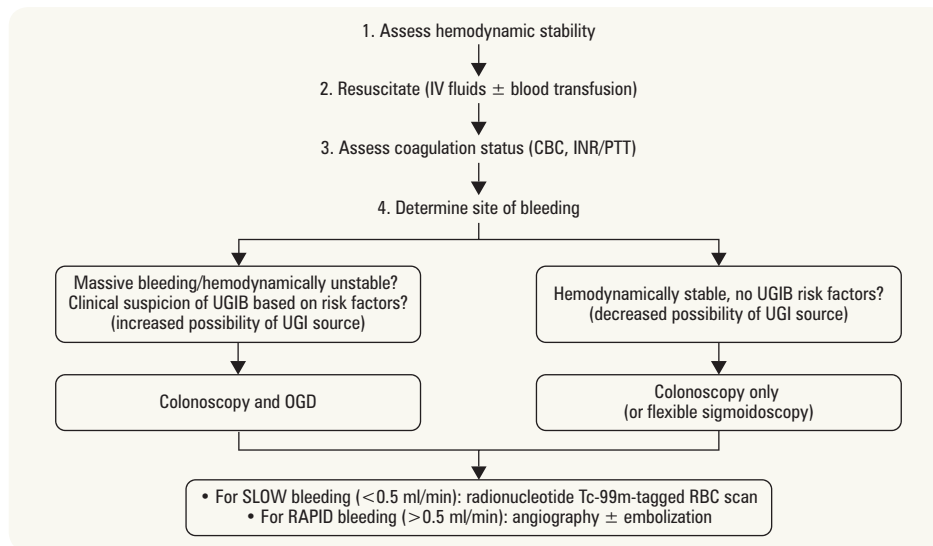 1. Assess hemodynamic stability
2. Resuscitate (IV fluids ± blood transfusion)
3. Assess coagulation status (CBC, INR/PTT)
4. Determine site of bleeding
Massive bleeding/hemodynamically unstable?
Clinical suspicion of UGIB based on risk factors?
(increased possibility of UGI source)
Hemodynamically stable, no UGIB risk factors?
(decreased possibility of UGI source)
Colonoscopy and OGD
Colonoscopy only
(or flexible sigmoidoscopy)
• For SLOW bleeding (<0.5 ml/min): radionucleotide Tc-99m-tagged RBC scan
• For RAPID bleeding (>0.5 ml/min): angiography ± embolization